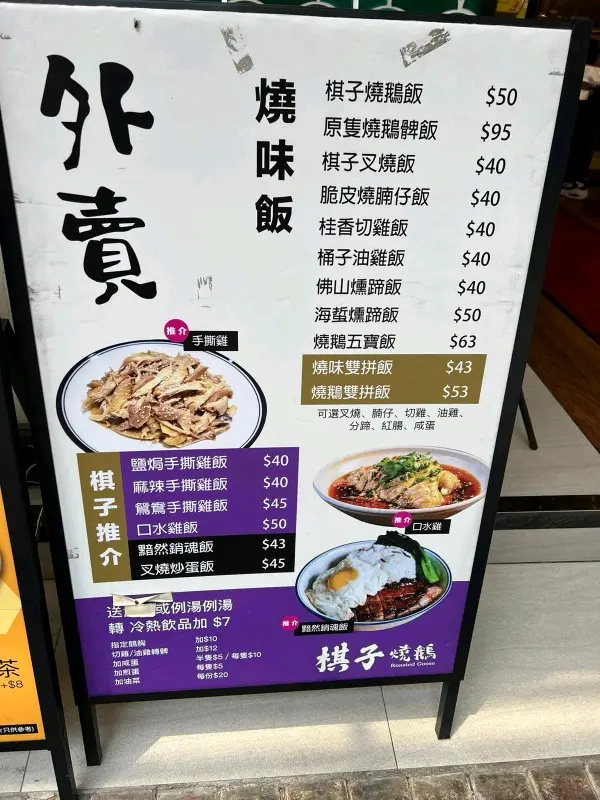 外賣
燒味飯
棋子燒鵝飯 $50
原隻燒鵝髀飯 $95
棋子叉燒飯 $40
脆皮燒腩仔飯 $40
桂香切雞飯 $40
桶子油雞飯 $40
佛山燻蹄飯 $40
海蜇燻蹄飯 $50
燒鵝五寶飯 $63
燒味雙拼飯 $43
燒鵝雙拼飯 $53
可選叉燒、腩仔、切雞、油雞、
分蹄、紅腸、咸蛋
推介
手撕雞
棋子推介
鹽焗手撕雞飯 $40
麻辣手撕雞飯 $40
鴛鴦手撕雞飯 $45
口水雞飯 $50
黯然銷魂飯 $43
叉燒炒蛋飯 $45
推介
口水雞
推介
黯然銷魂飯
送 或例湯例湯
轉 冷熱飲品加 $7
指定鵝胸 加$10
切雞/油雞轉髀 加$12
加咸蛋 半隻$5 / 每隻$10
加煎蛋 每隻$5
加油菜 每份$20
棋子燒鵝
Roasted Goose
茶
+$8
只供參考)